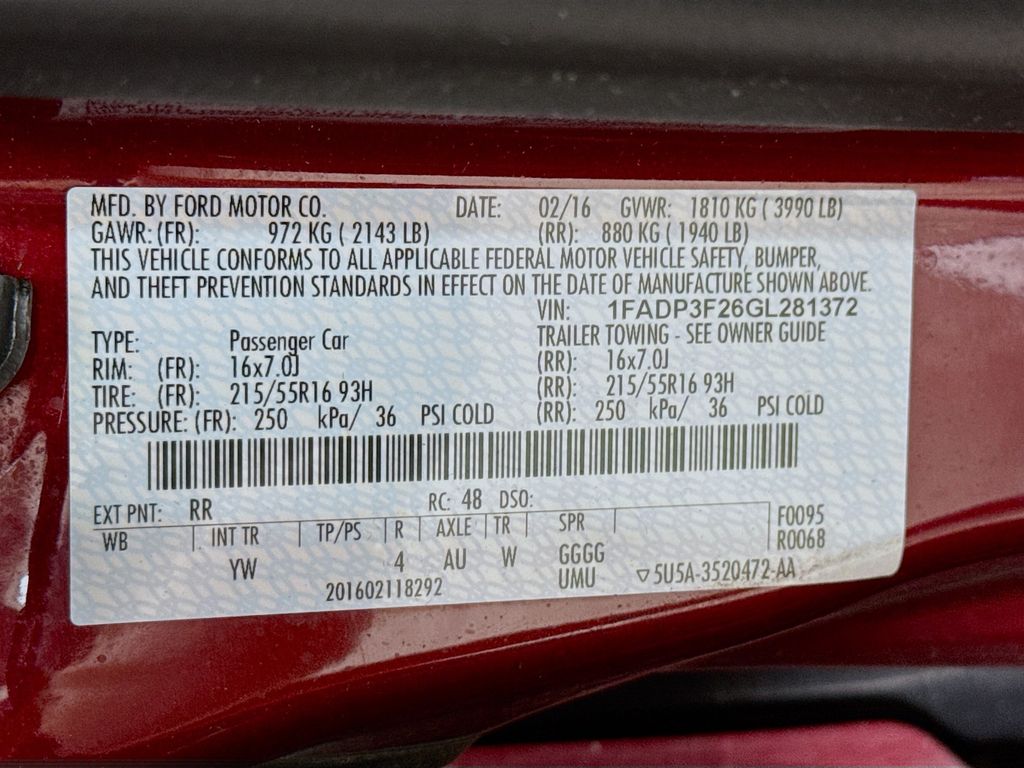 MFD. BY FORD MOTOR CO. DATE: 02/16 GVWR: 1810 KG ( 3990 LB)
GAWR: (FR): 972 KG ( 2143 LB) (RR): 880 KG ( 1940 LB)
THIS VEHICLE CONFORMS TO ALL APPLICABLE FEDERAL MOTOR VEHICLE SAFETY, BUMPER,
AND THEFT PREVENTION STANDARDS IN EFFECT ON THE DATE OF MANUFACTURE SHOWN ABOVE.
VIN: 1FADP3F26GL281372
TYPE: Passenger Car TRAILER TOWING - SEE OWNER GUIDE
RIM: (FR): 16x7.0J (RR): 16x7.0J
TIRE: (FR): 215/55R16 93H (RR): 215/55R16 93H
PRESSURE: (FR): 250 kPa/ 36 PSI COLD (RR): 250 kPa/ 36 PSI COLD
EXT PNT: RR RC: 48 DSO:
WB INT TR TP/PS R AXLE TR SPR F0095
R0068
YW 4 AU W GGGG
UMU
201602118292 ▽5U5A-3520472-AA